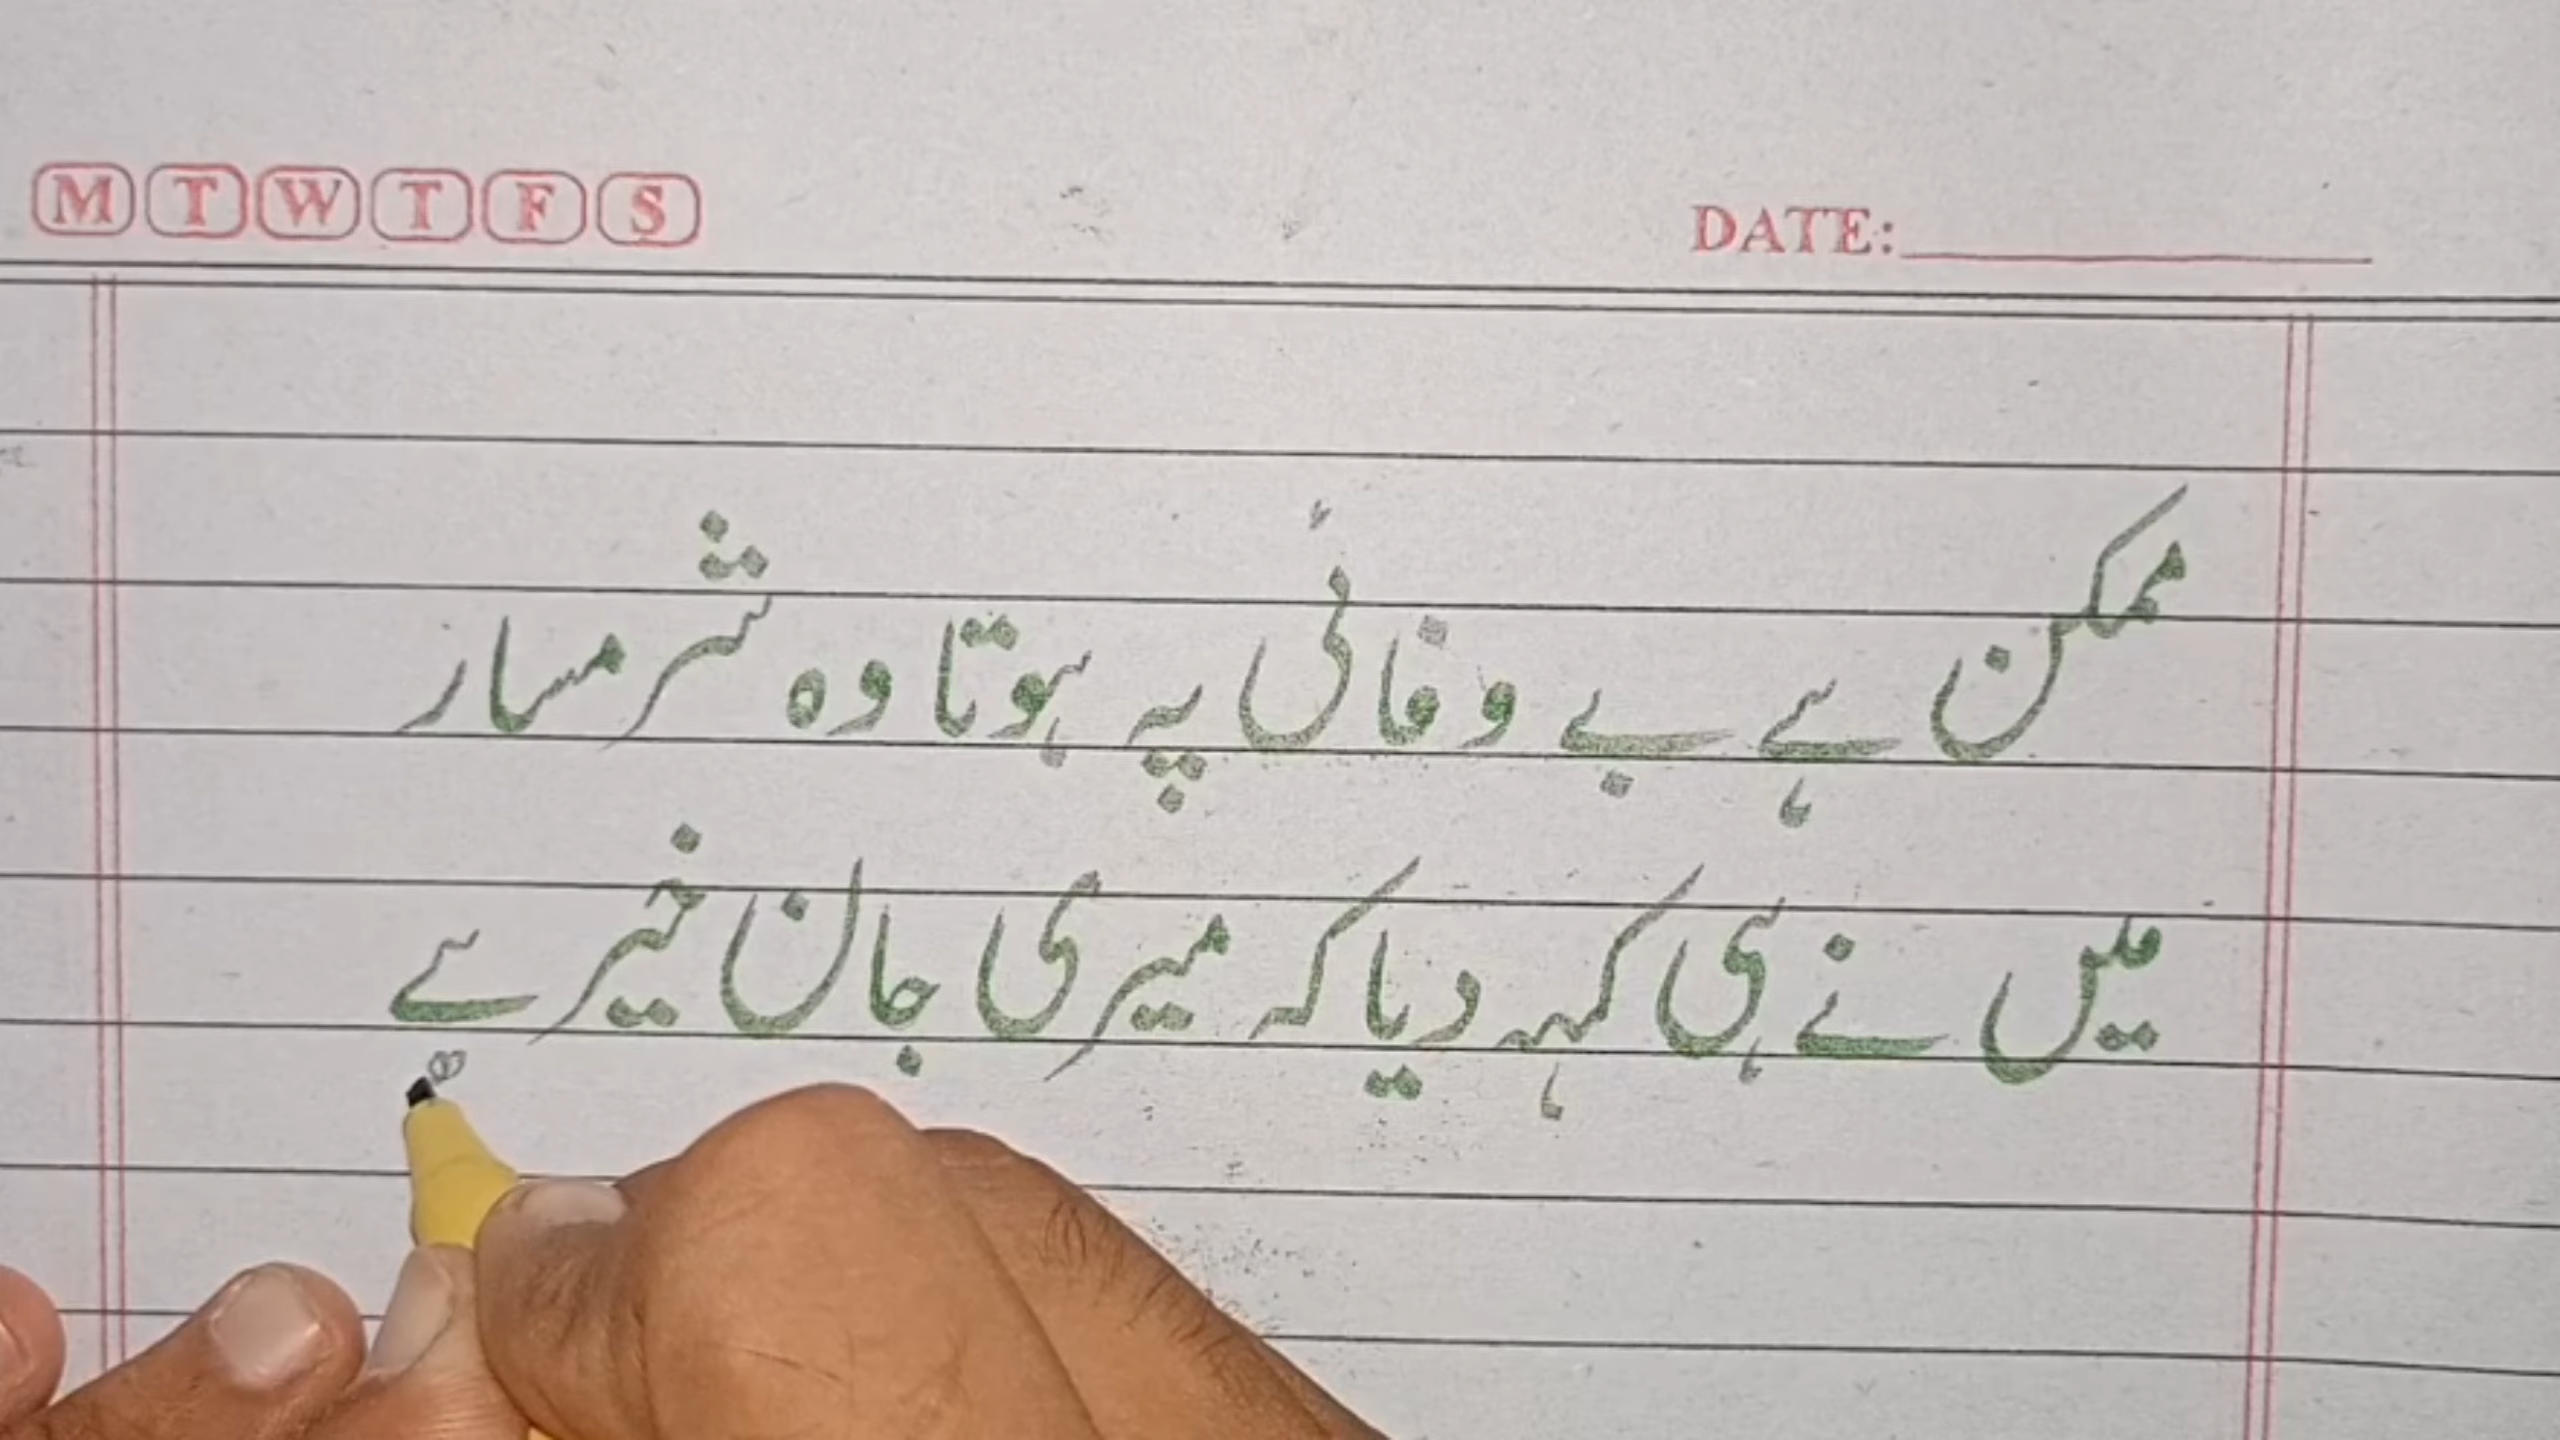 M T W T F S
DATE:
ممکن ہے بے وفائی پہ ہوتا وہ شرمسار
میں نے ہی کہہ دیا کہ میری جان خیر ہے